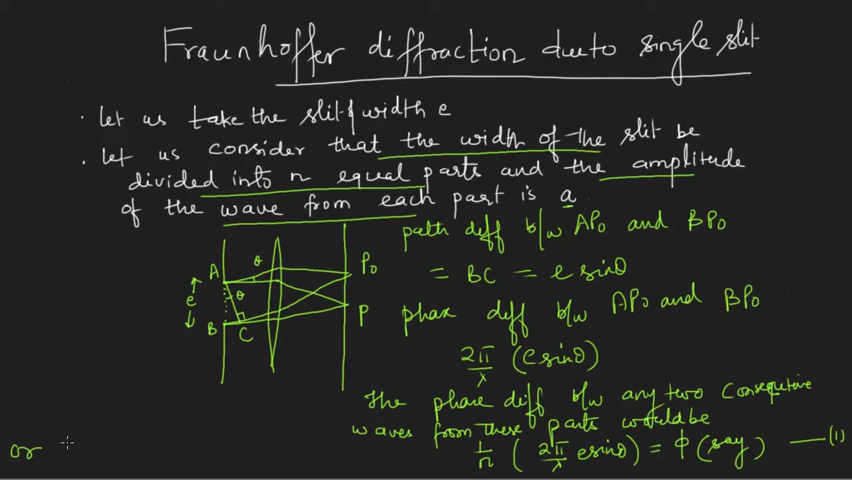 Fraunhoffer diffraction due to single slit
· let us take the slit of width e
· let us consider that the width of the slit be
divided into n equal parts and the amplitude
of the wave from each part is a
path diff b/w AP₀ and BP₀
= BC = e sinθ
phase diff b/w AP₀ and BP₀
2π/λ (e sinθ)
The phase diff b/w any two consequtive
waves from these parts would be
1/n ( 2π/λ e sinθ) = ϕ (say) — (1)
A
θ
P₀
e
θ
B
C
P
or